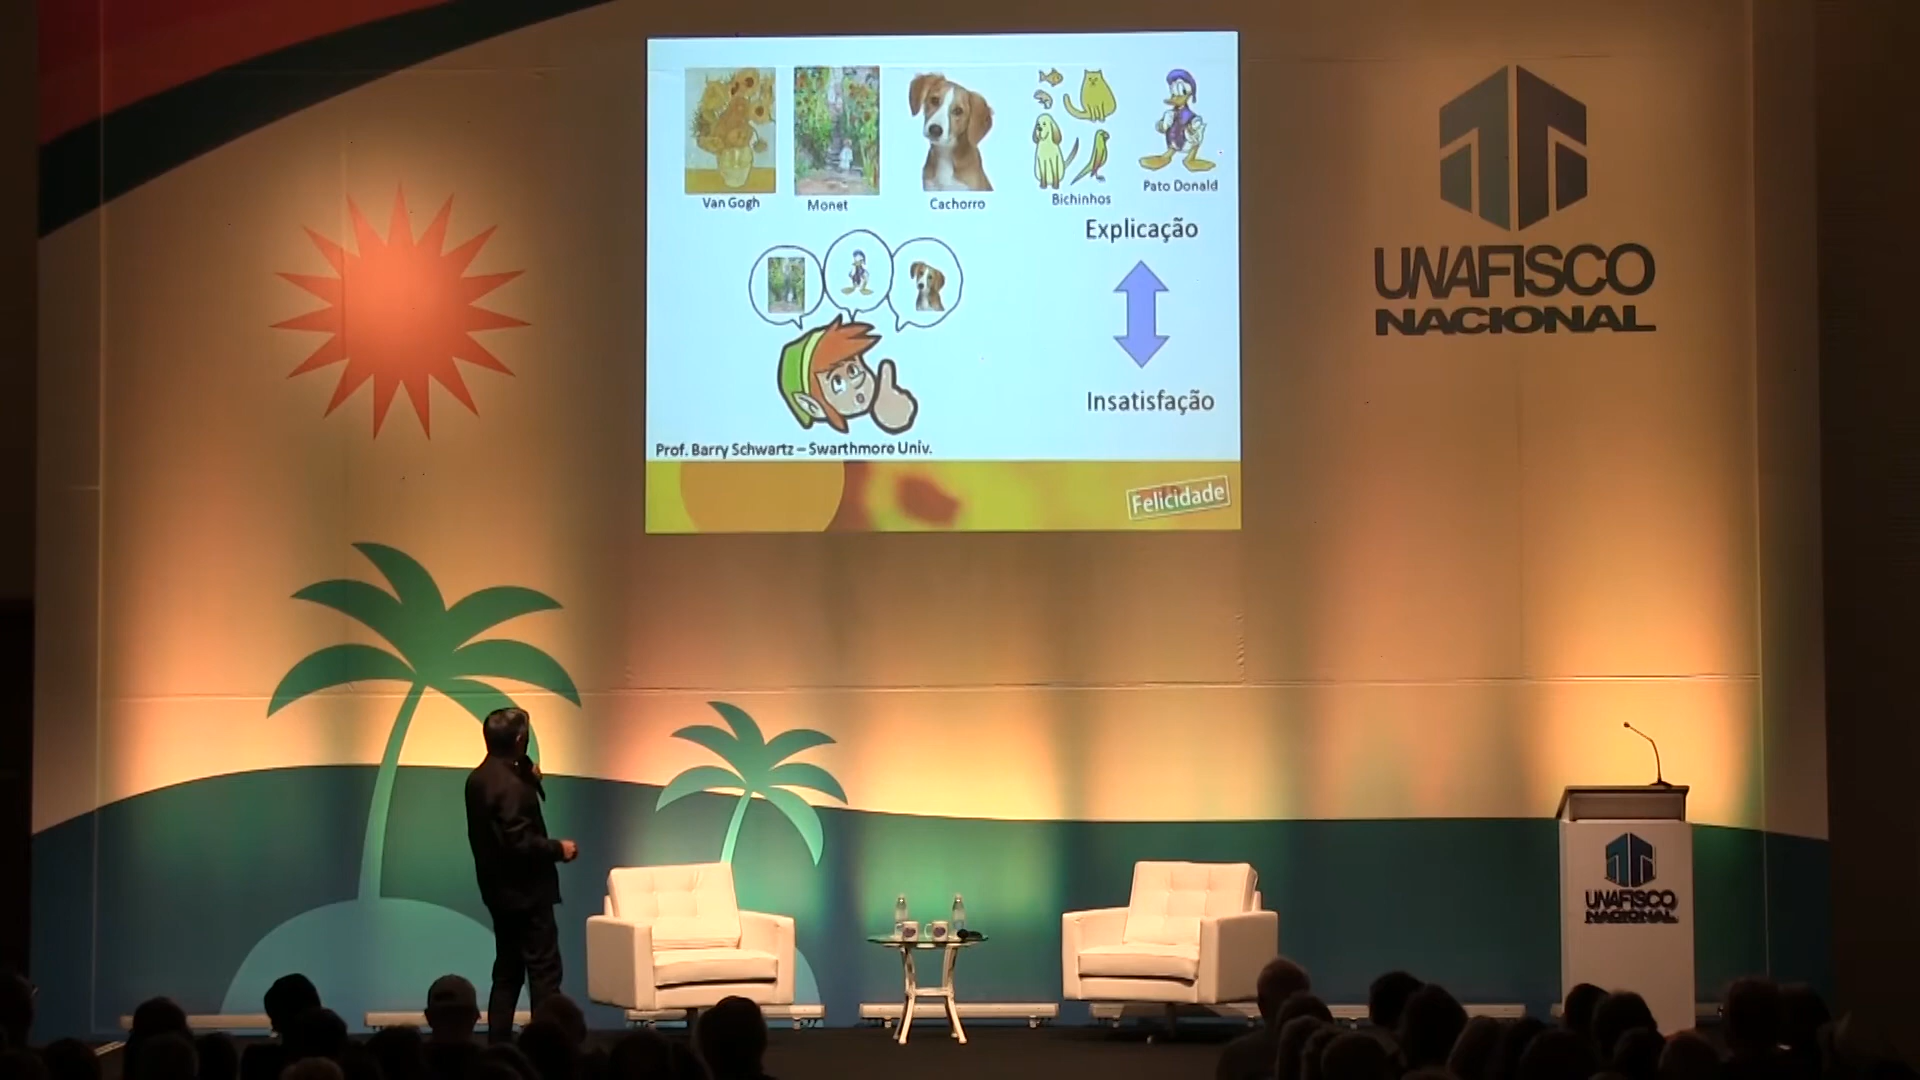 Van Gogh
Monet
Cachorro
Bichinhos
Pato Donald
Explicação
Insatisfação
Prof. Barry Schwartz – Swarthmore Univ.
Felicidade
UNAFISCO
NACIONAL
UNAFISCO
NACIONAL